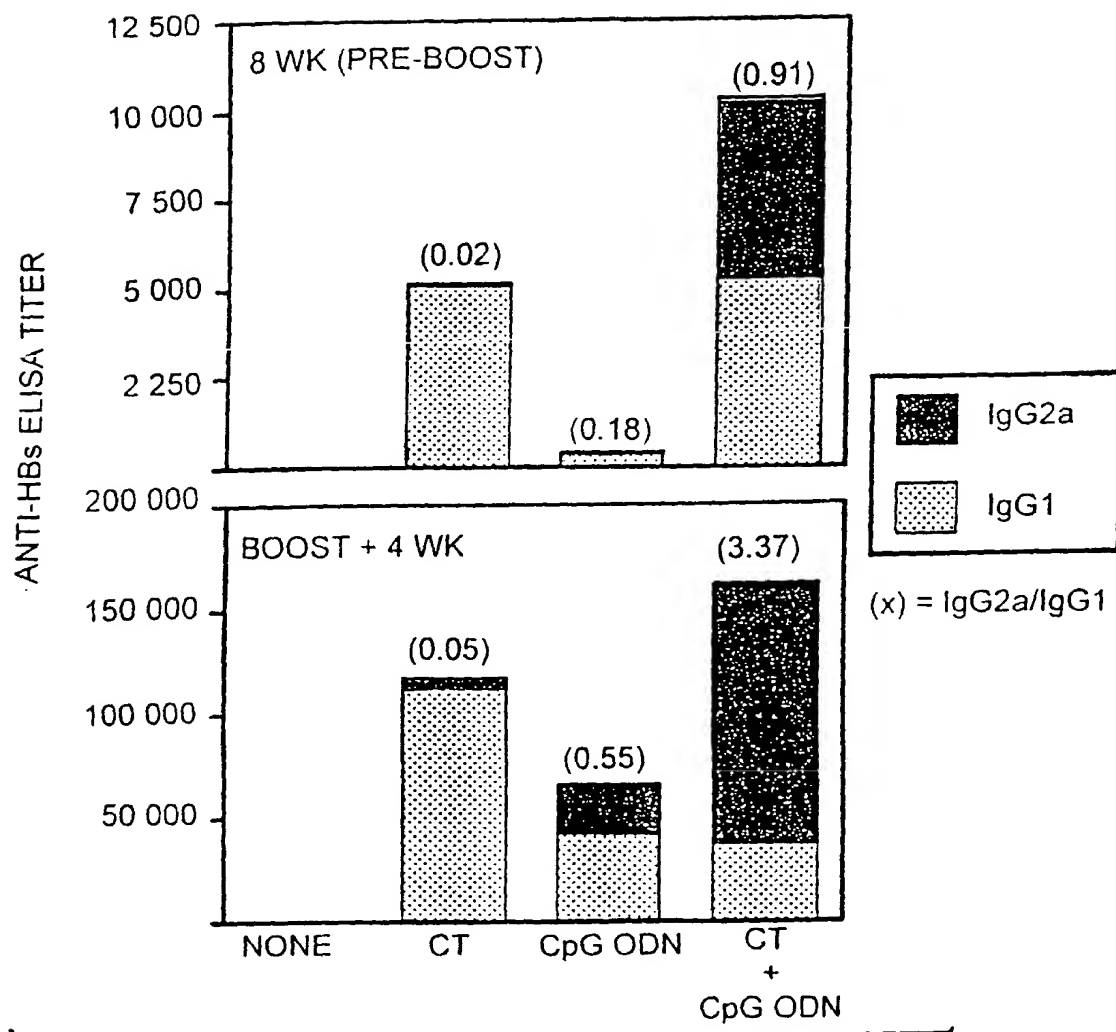 12 500
8 WK (PRE-BOOST)
(0.91)
10 000
7 500
(0.02)
5 000
2 250
(0.18)
ANTI-HBs ELISA TITER
IgG2a
IgG1
(x) = IgG2a/IgG1
200 000
BOOST + 4 WK
(3.37)
150 000
(0.05)
100 000
(0.55)
50 000
NONE
CT
CpG ODN
CT
+
CpG ODN